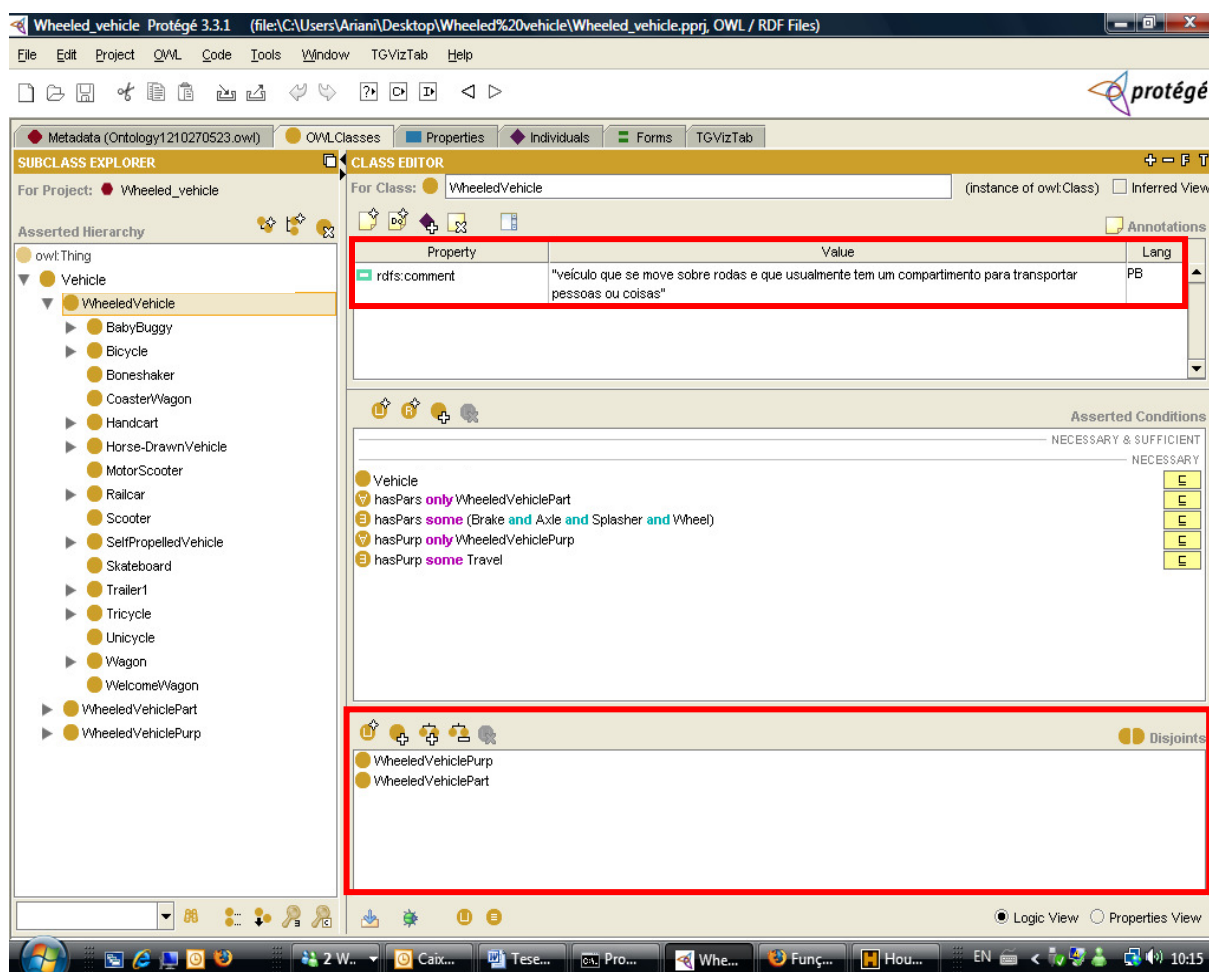 Wheeled_vehicle Protégé 3.3.1 (file:\C:\Users\Ariani\Desktop\Wheeled%20vehicle\Wheeled_vehicle.pprj, OWL / RDF Files)
File Edit Project OWL Code Tools Window TGVizTab Help
protégé
Metadata (Ontology1210270523.owl) OWLClasses Properties Individuals Forms TGVizTab
SUBCLASS EXPLORER
For Project: Wheeled_vehicle
Asserted Hierarchy
owl:Thing
Vehicle
WheeledVehicle
BabyBuggy
Bicycle
Boneshaker
CoasterWagon
Handcart
Horse-DrawnVehicle
MotorScooter
Railcar
Scooter
SelfPropelledVehicle
Skateboard
Trailer1
Tricycle
Unicycle
Wagon
WelcomeWagon
WheeledVehiclePart
WheeledVehiclePurp
CLASS EDITOR
For Class: WheeledVehicle (instance of owl:Class) Inferred View
Annotations
Property Value Lang
rdfs:comment "veículo que se move sobre rodas e que usualmente tem um compartimento para transportar PB
pessoas ou coisas"
Asserted Conditions
NECESSARY & SUFFICIENT
NECESSARY
Vehicle
hasPars only WheeledVehiclePart
hasPars some (Brake and Axle and Splasher and Wheel)
hasPurp only WheeledVehiclePurp
hasPurp some Travel
Disjoints
WheeledVehiclePurp
WheeledVehiclePart
Logic View Properties View
2 W.. Caix... Tese... Pro... Whe... Funç... Hou... EN 10:15